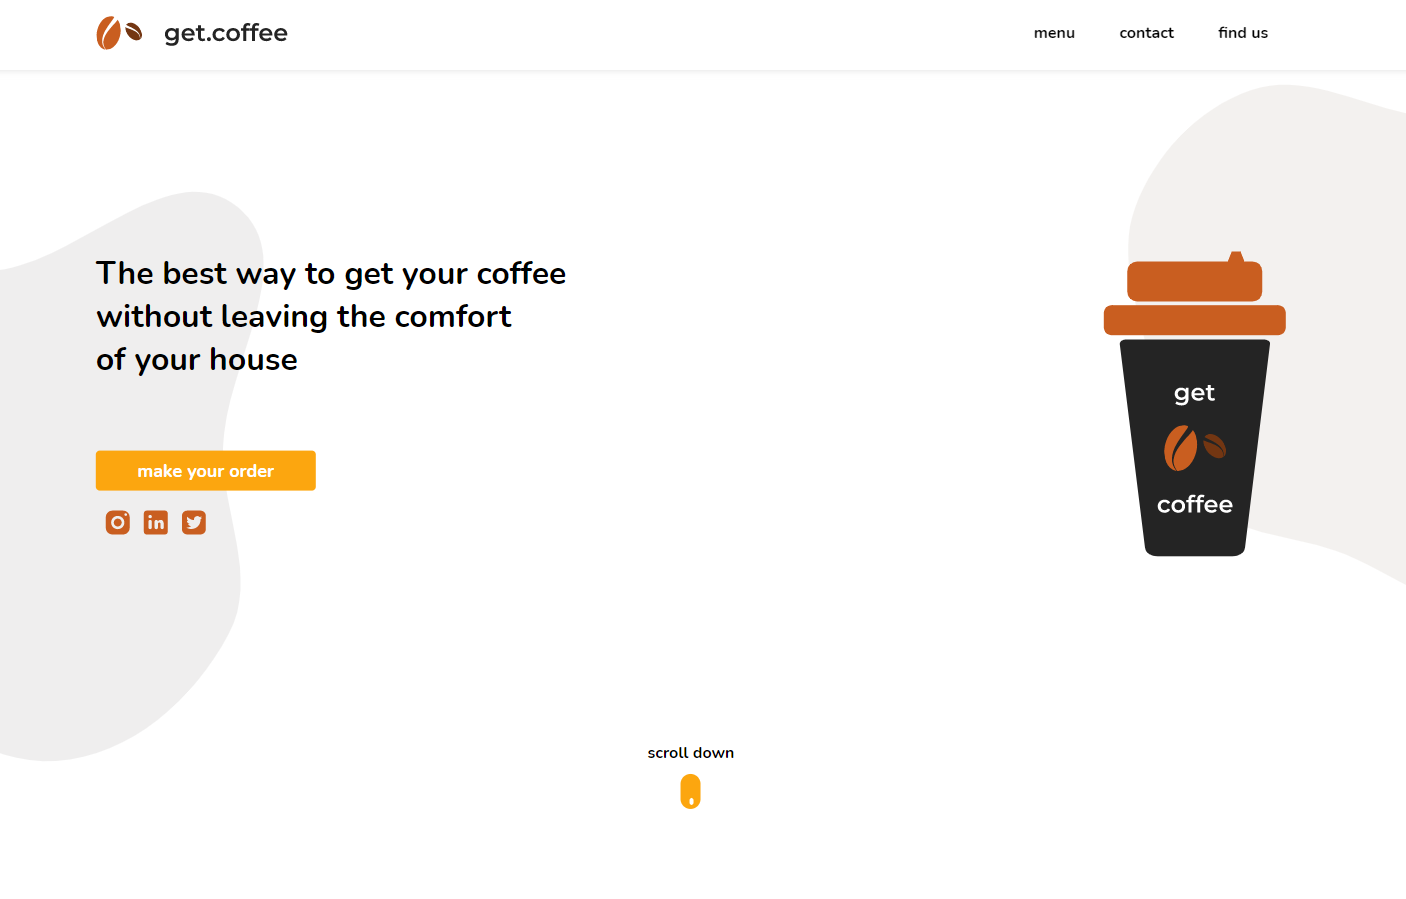 get.coffee
menu
contact
find us
The best way to get your coffee
without leaving the comfort
of your house
make your order
in
get
coffee
scroll down